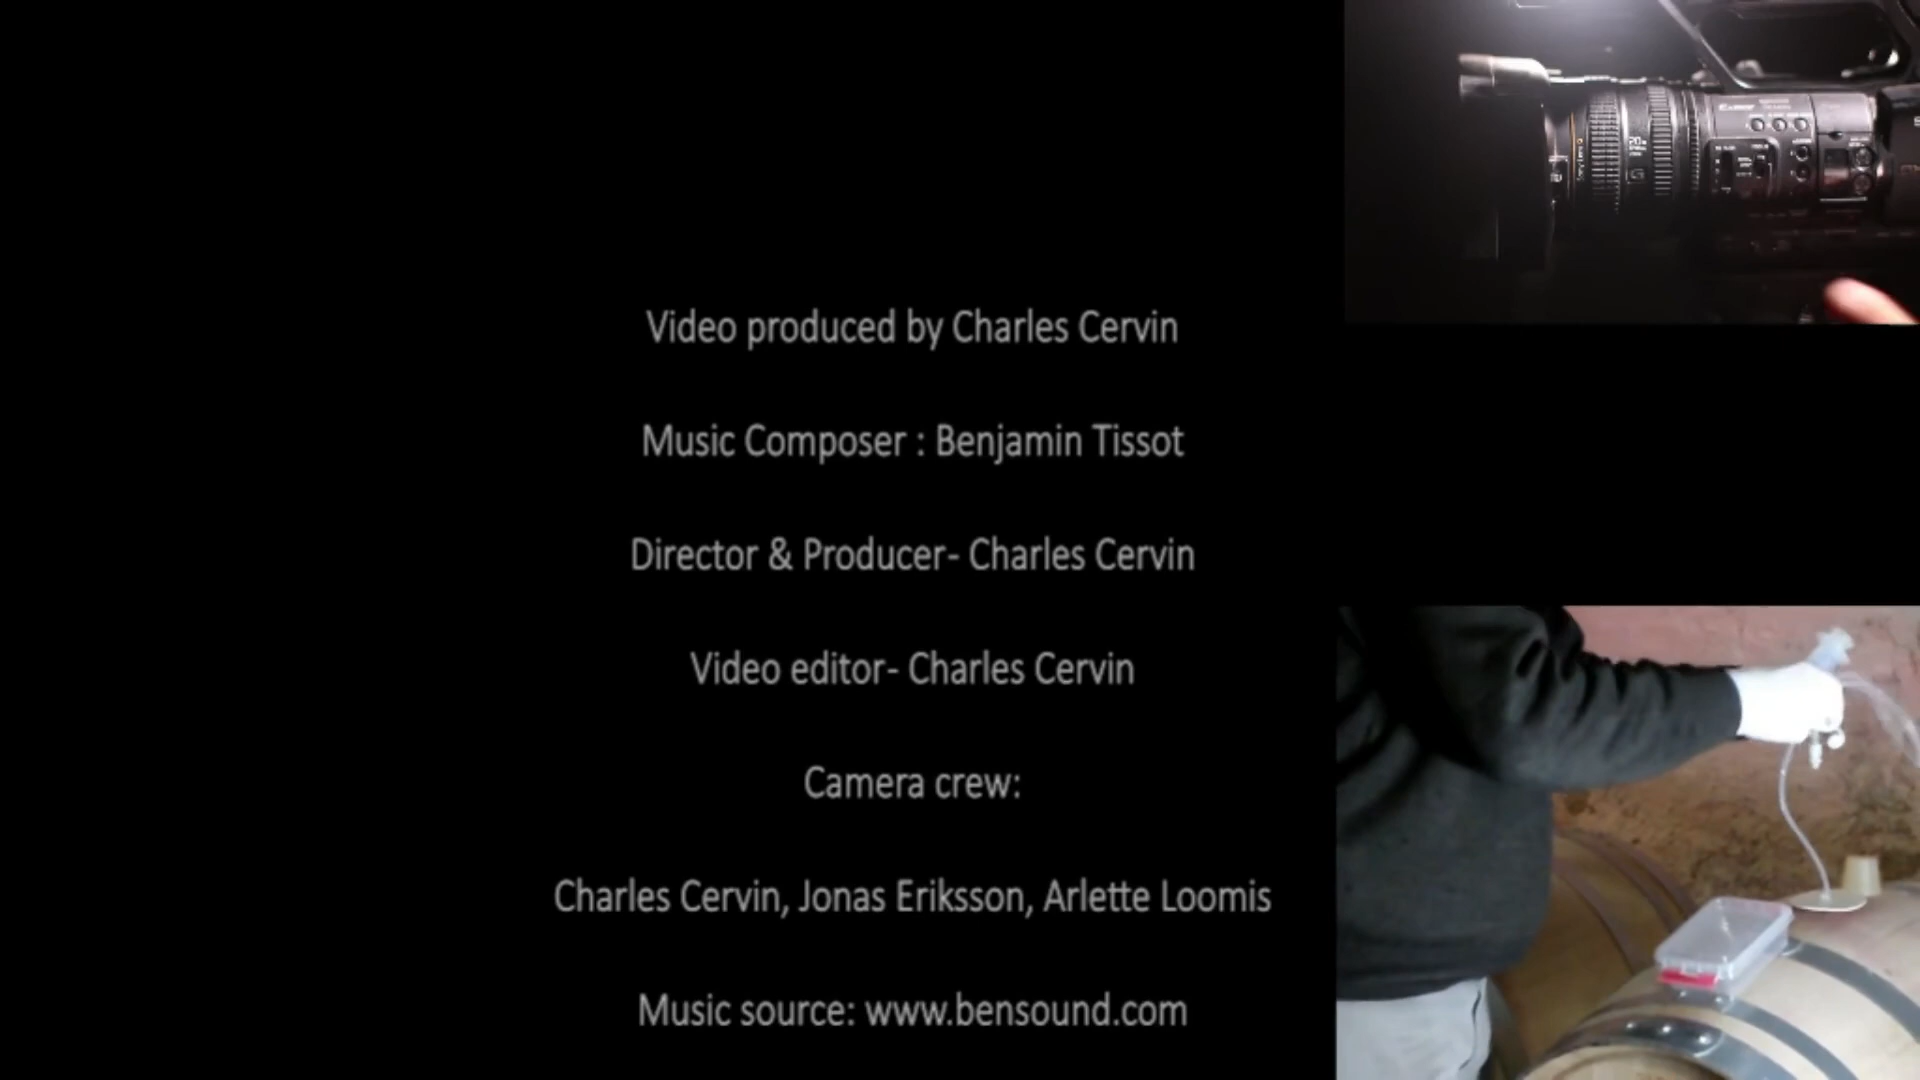 Video produced by Charles Cervin
Music Composer : Benjamin Tissot
Director & Producer- Charles Cervin
Video editor- Charles Cervin
Camera crew:
Charles Cervin, Jonas Eriksson, Arlette Loomis
Music source: www.bensound.com